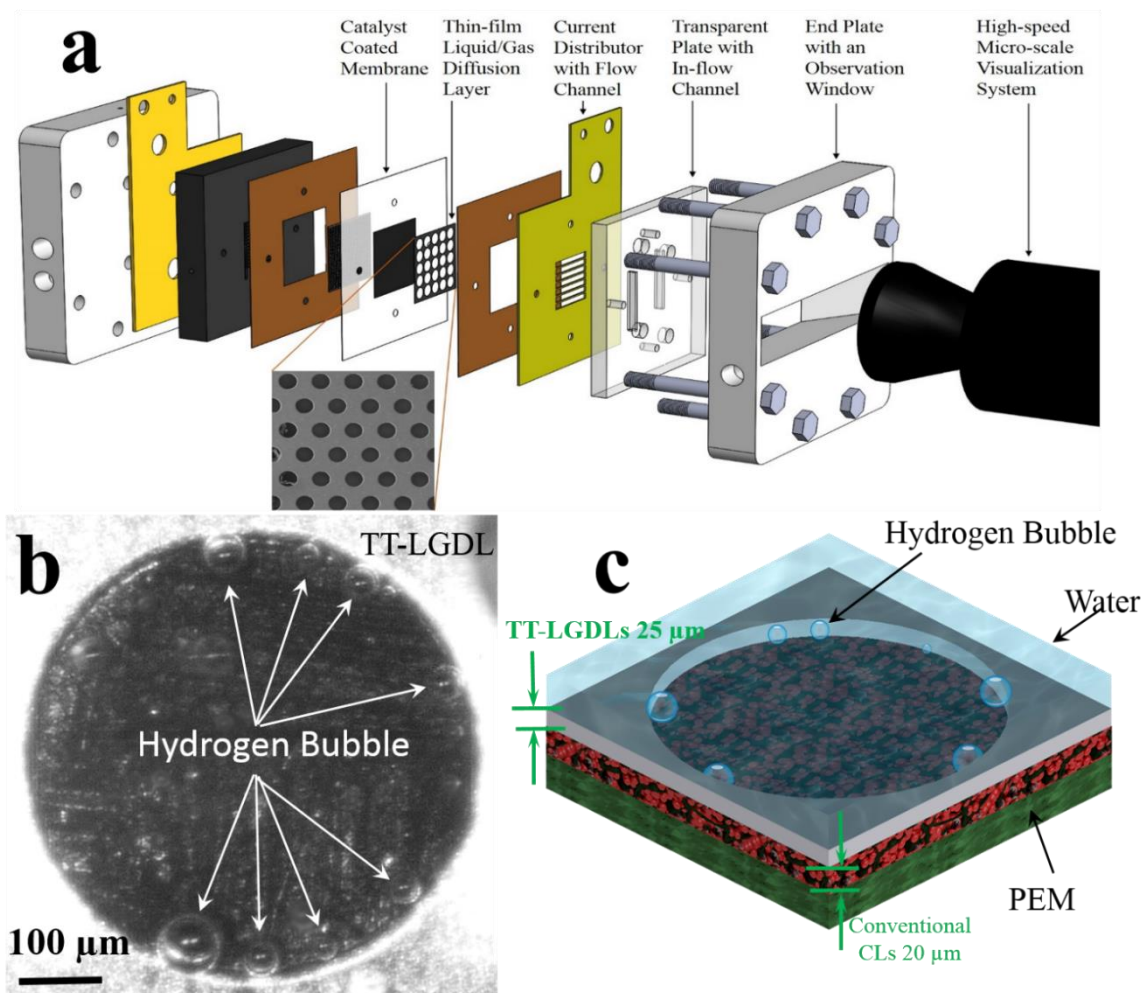 a
Catalyst
Coated
Membrane
Thin-film
Liquid/Gas
Diffusion
Layer
Current
Distributor
with Flow
Channel
Transparent
Plate with
In-flow
Channel
End Plate
with an
Observation
Window
High-speed
Micro-scale
Visualization
System
b
TT-LGDL
Hydrogen Bubble
100 μm
c
Hydrogen Bubble
Water
TT-LGDLs 25 μm
PEM
Conventional
CLs 20 μm